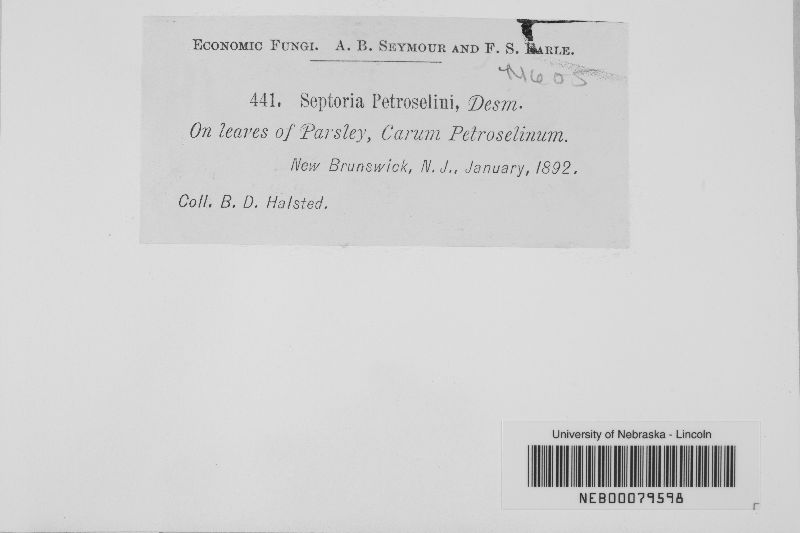 Economic Fungi. A. B. Seymour and F. S. Earle.
441. Septoria Petroselini, Desm.
On leaves of Parsley, Carum Petroselinum.
New Brunswick, N. J., January, 1892.
Coll. B. D. Halsted.
University of Nebraska - Lincoln
NEB00079598